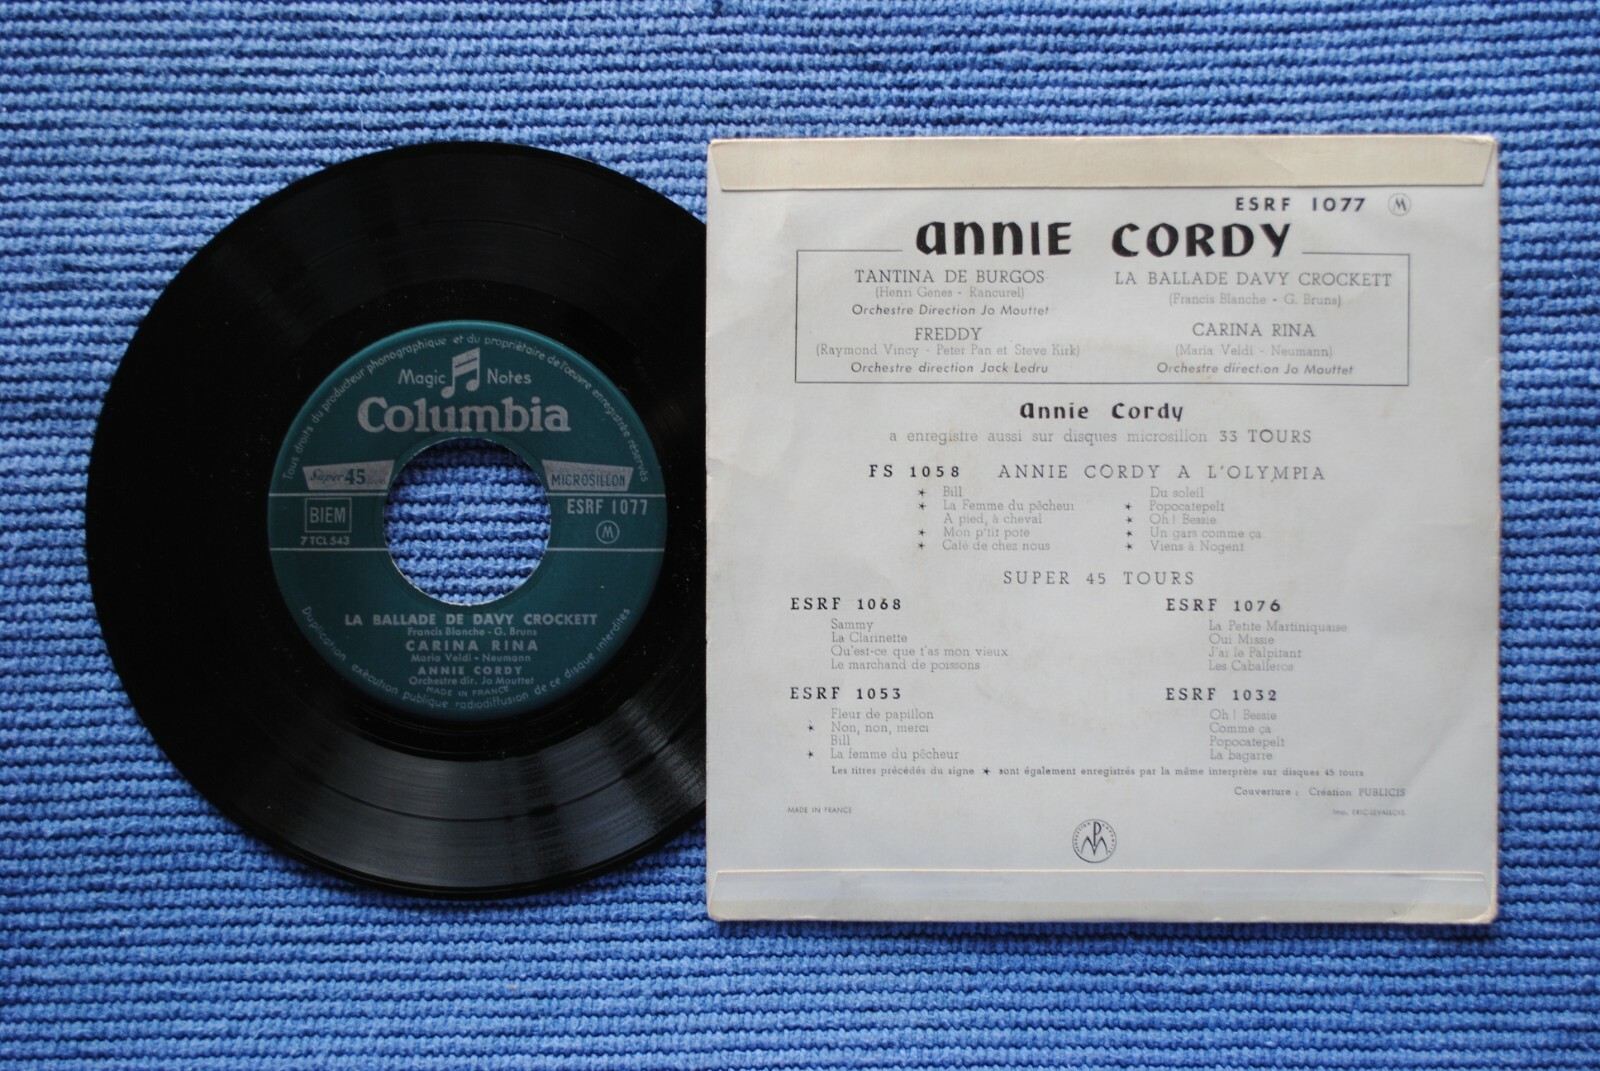 Tous droits du producteur phonographique et du propriétaire de l'œuvre enregistrée réservés
Magic Notes
Columbia
Super 45
MICROSILLON
BIEM
ESRF 1077
7 TCL 543
M
LA BALLADE DE DAVY CROCKETT
Francis Blanche - G. Bruns
CARINA RINA
Maria Veldi - Neumann
ANNIE CORDY
Orchestre dir. Jo Mouttet
MADE IN FRANCE
Duplication exécution publique radiodiffusion de ce disque interdites
ESRF 1077 M
ANNIE CORDY
TANTINA DE BURGOS
(Henri Genes - Rancurel)
Orchestre Direction Jo Mouttet
FREDDY
(Raymond Vincy - Peter Pan et Steve Kirk)
Orchestre direction Jack Ledru
LA BALLADE DAVY CROCKETT
(Francis Blanche - G. Bruns)
CARINA RINA
(Maria Veldi - Neumann)
Orchestre direction Jo Mouttet
Annie Cordy
a enregistre aussi sur disques microsillon 33 TOURS
FS 1058 ANNIE CORDY A L'OLYMPIA
★ Bill
★ La Femme du pêcheur
A pied, à cheval
★ Mon p'tit pote
★ Café de chez nous
Du soleil
★ Popocatepelt
★ Oh ! Bessie
★ Un gars comme ça
★ Viens à Nogent
SUPER 45 TOURS
ESRF 1068
Sammy
La Clarinette
Qu'est-ce que t'as mon vieux
Le marchand de poissons
ESRF 1076
La Petite Martiniquaise
Oui Missie
J'ai le Palpitant
Les Caballeros
ESRF 1053
Fleur de papillon
★ Non, non, merci
Bill
★ La femme du pêcheur
ESRF 1032
Oh ! Bessie
Comme ça
Popocatepelt
La bagarre
Les titres précédés du signe ★ sont également enregistrés par la même interprète sur disques 45 tours
Couverture : Création PUBLICIS
MADE IN FRANCE